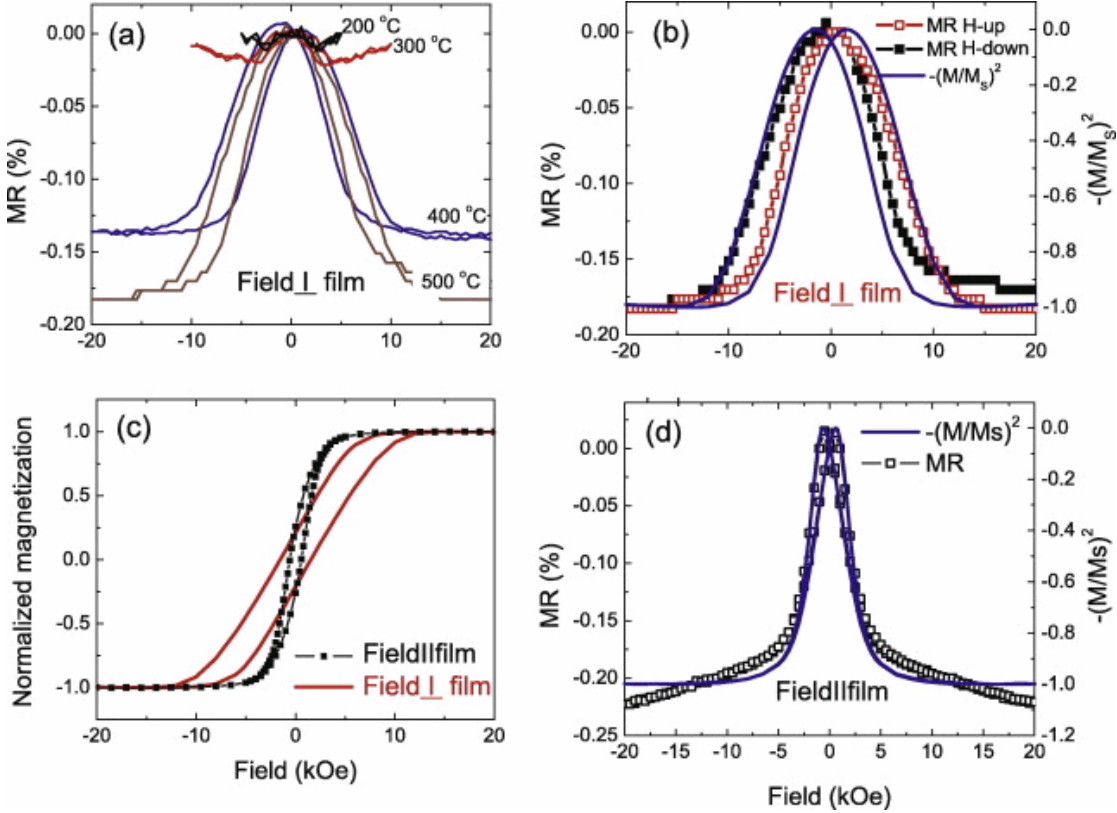 (a)
0.00
-0.05
-0.10
-0.15
-0.20
MR (%)
200 °C
300 °C
400 °C
500 °C
Field⊥ film
-20 -10 0 10 20
(b)
MR H-up
MR H-down
-(M/Ms)²
0.00
-0.05
-0.10
-0.15
-0.20
MR (%)
0.0
-0.2
-0.4
-0.6
-0.8
-1.0
-(M/Ms)²
Field⊥ film
-20 -10 0 10 20
(c)
1.0
0.5
0.0
-0.5
-1.0
Normalized magnetization
FieldIIfilm
Field⊥ film
-20 -10 0 10 20
Field (kOe)
(d)
-(M/Ms)²
MR
0.00
-0.05
-0.10
-0.15
-0.20
-0.25
MR (%)
0.0
-0.2
-0.4
-0.6
-0.8
-1.0
-1.2
-(M/Ms)²
FieldIIfilm
-20 -15 -10 -5 0 5 10 15 20
Field (kOe)